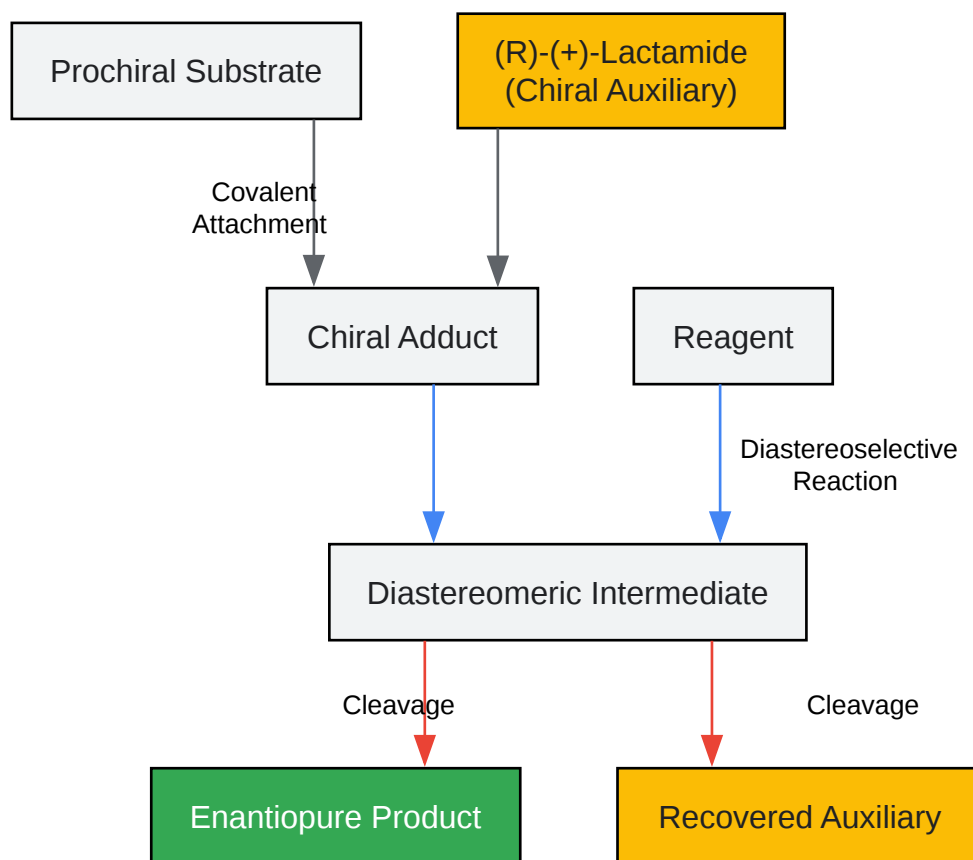 Prochiral Substrate
(R)-(+)-Lactamide
(Chiral Auxiliary)
Covalent
Attachment
Chiral Adduct
Reagent
Diastereoselective
Reaction
Diastereomeric Intermediate
Cleavage
Cleavage
Enantiopure Product
Recovered Auxiliary